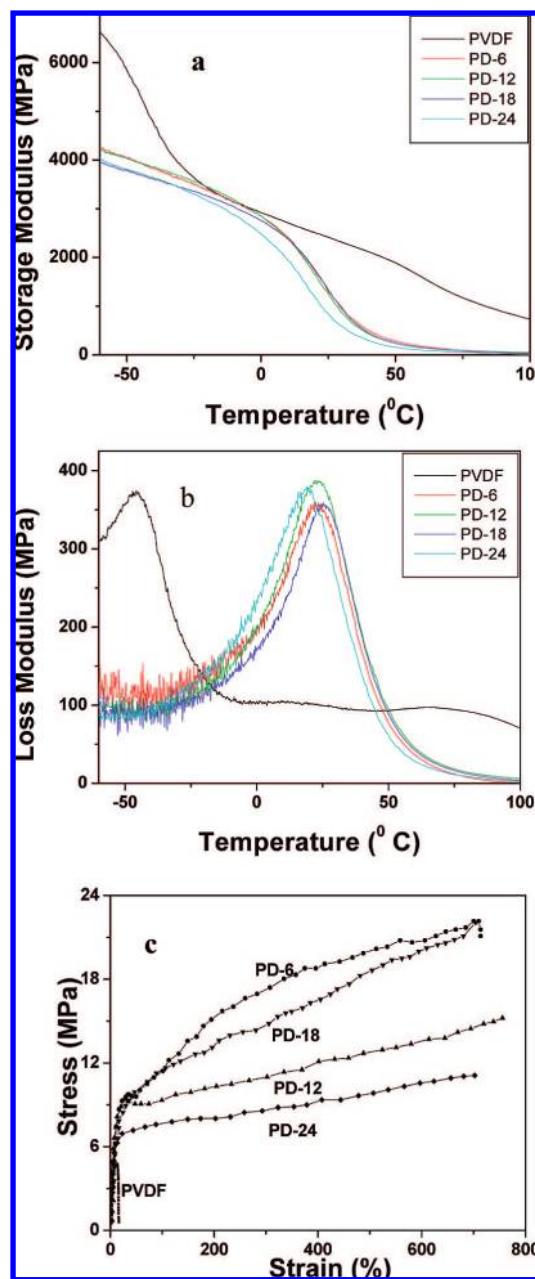 a
PVDF
PD-6
PD-12
PD-18
PD-24
Storage Modulus (MPa)
6000
4000
2000
0
-50
0
50
100
Temperature (⁰C)
b
PVDF
PD-6
PD-12
PD-18
PD-24
Loss Modulus (MPa)
400
300
200
100
0
-50
0
50
100
Temperature (⁰ C)
c
Stress (MPa)
24
18
12
6
0
PD-6
PD-18
PD-12
PD-24
PVDF
0
200
400
600
800
Strain (%)